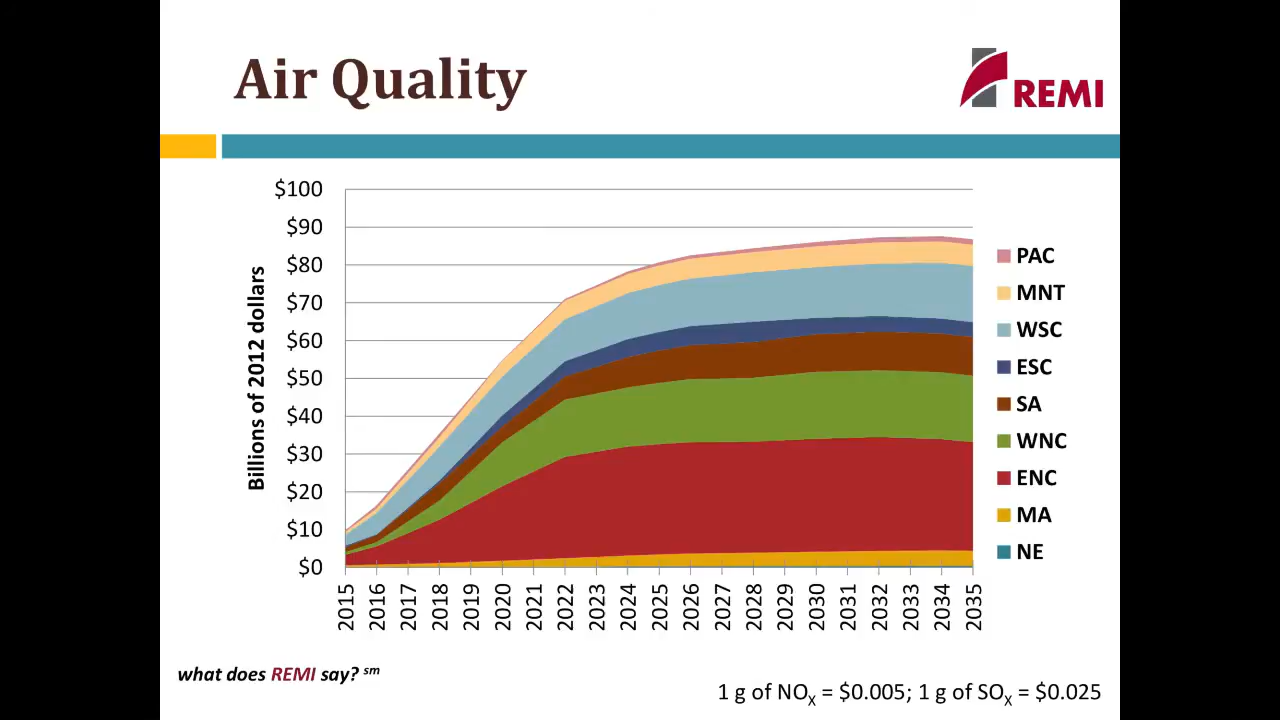 Air Quality
REMI
Billions of 2012 dollars
$100
$90
$80
$70
$60
$50
$40
$30
$20
$10
$0
2015
2016
2017
2018
2019
2020
2021
2022
2023
2024
2025
2026
2027
2028
2029
2030
2031
2032
2033
2034
2035
PAC
MNT
WSC
ESC
SA
WNC
ENC
MA
NE
what does REMI say? sm
1 g of NOX = $0.005; 1 g of SOX = $0.025